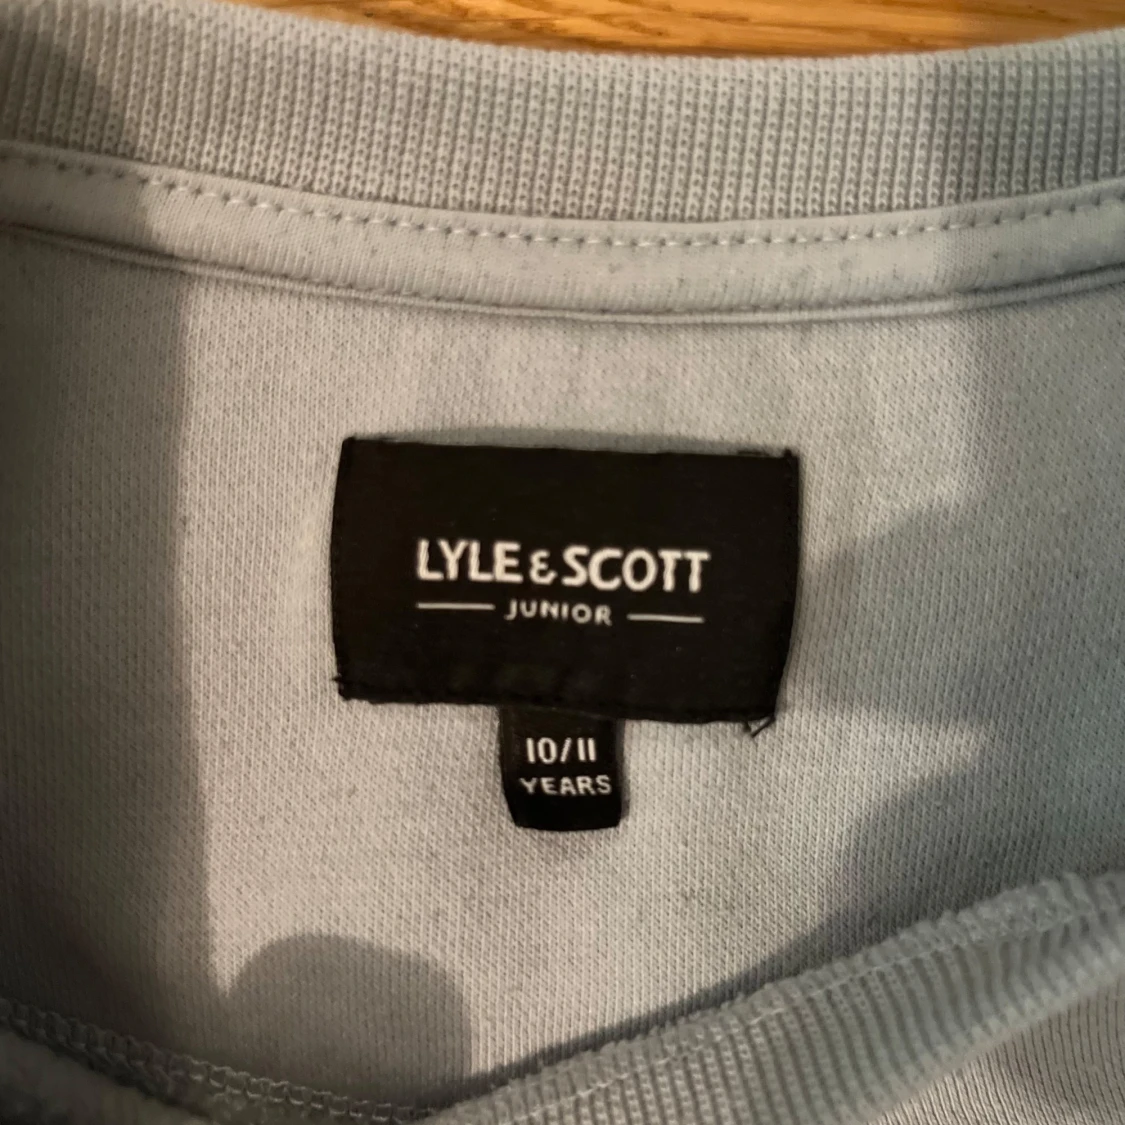 LYLE & SCOTT
JUNIOR
10/11
YEARS